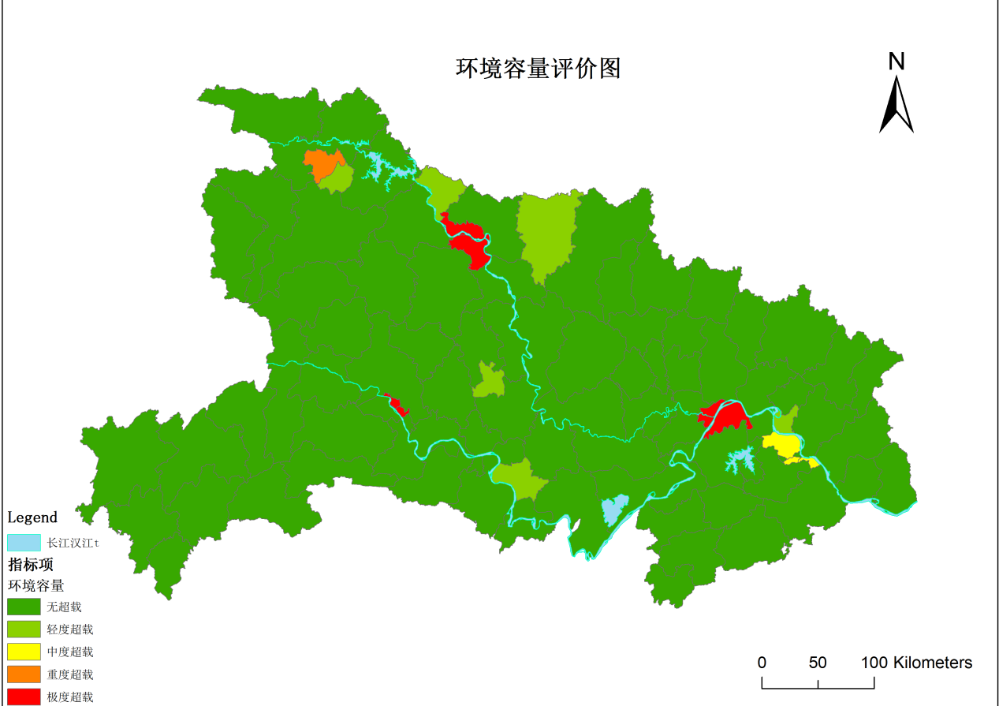 环境容量评价图
N
Legend
长江汉江t
指标项
环境容量
无超载
轻度超载
中度超载
重度超载
极度超载
0 50 100 Kilometers